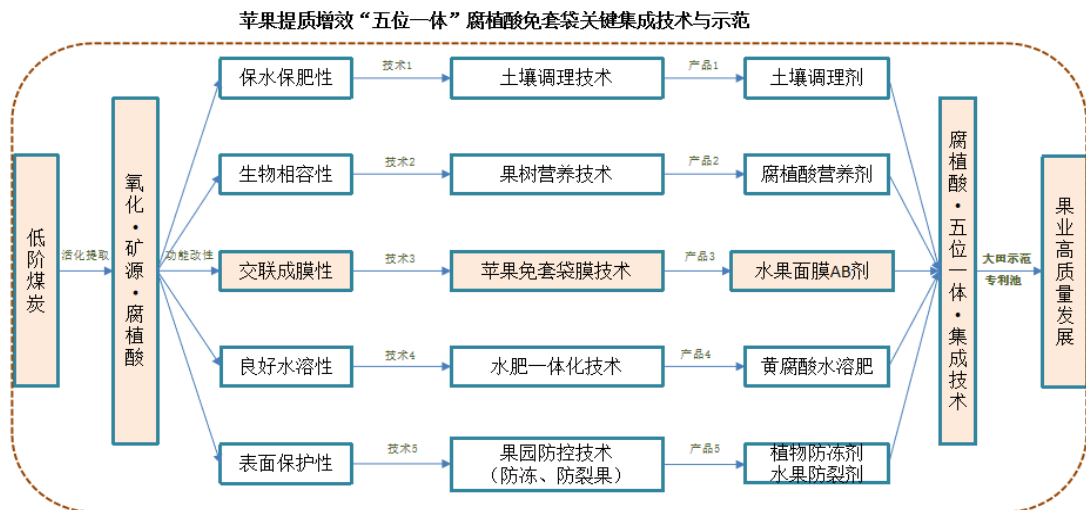 苹果提质增效“五位一体”腐植酸免套袋关键集成技术与示范
低阶煤炭
活化提取
氧化·矿源·腐植酸
功能改性
保水保肥性
技术1
土壤调理技术
产品1
土壤调理剂
生物相容性
技术2
果树营养技术
产品2
腐植酸营养剂
交联成膜性
技术3
苹果免套袋膜技术
产品3
水果面膜AB剂
良好水溶性
技术4
水肥一体化技术
产品4
黄腐酸水溶肥
表面保护性
技术5
果园防控技术
（防冻、防裂果）
产品5
植物防冻剂
水果防裂剂
腐植酸·五位一体·集成技术
大田示范
专利池
果业高质量发展